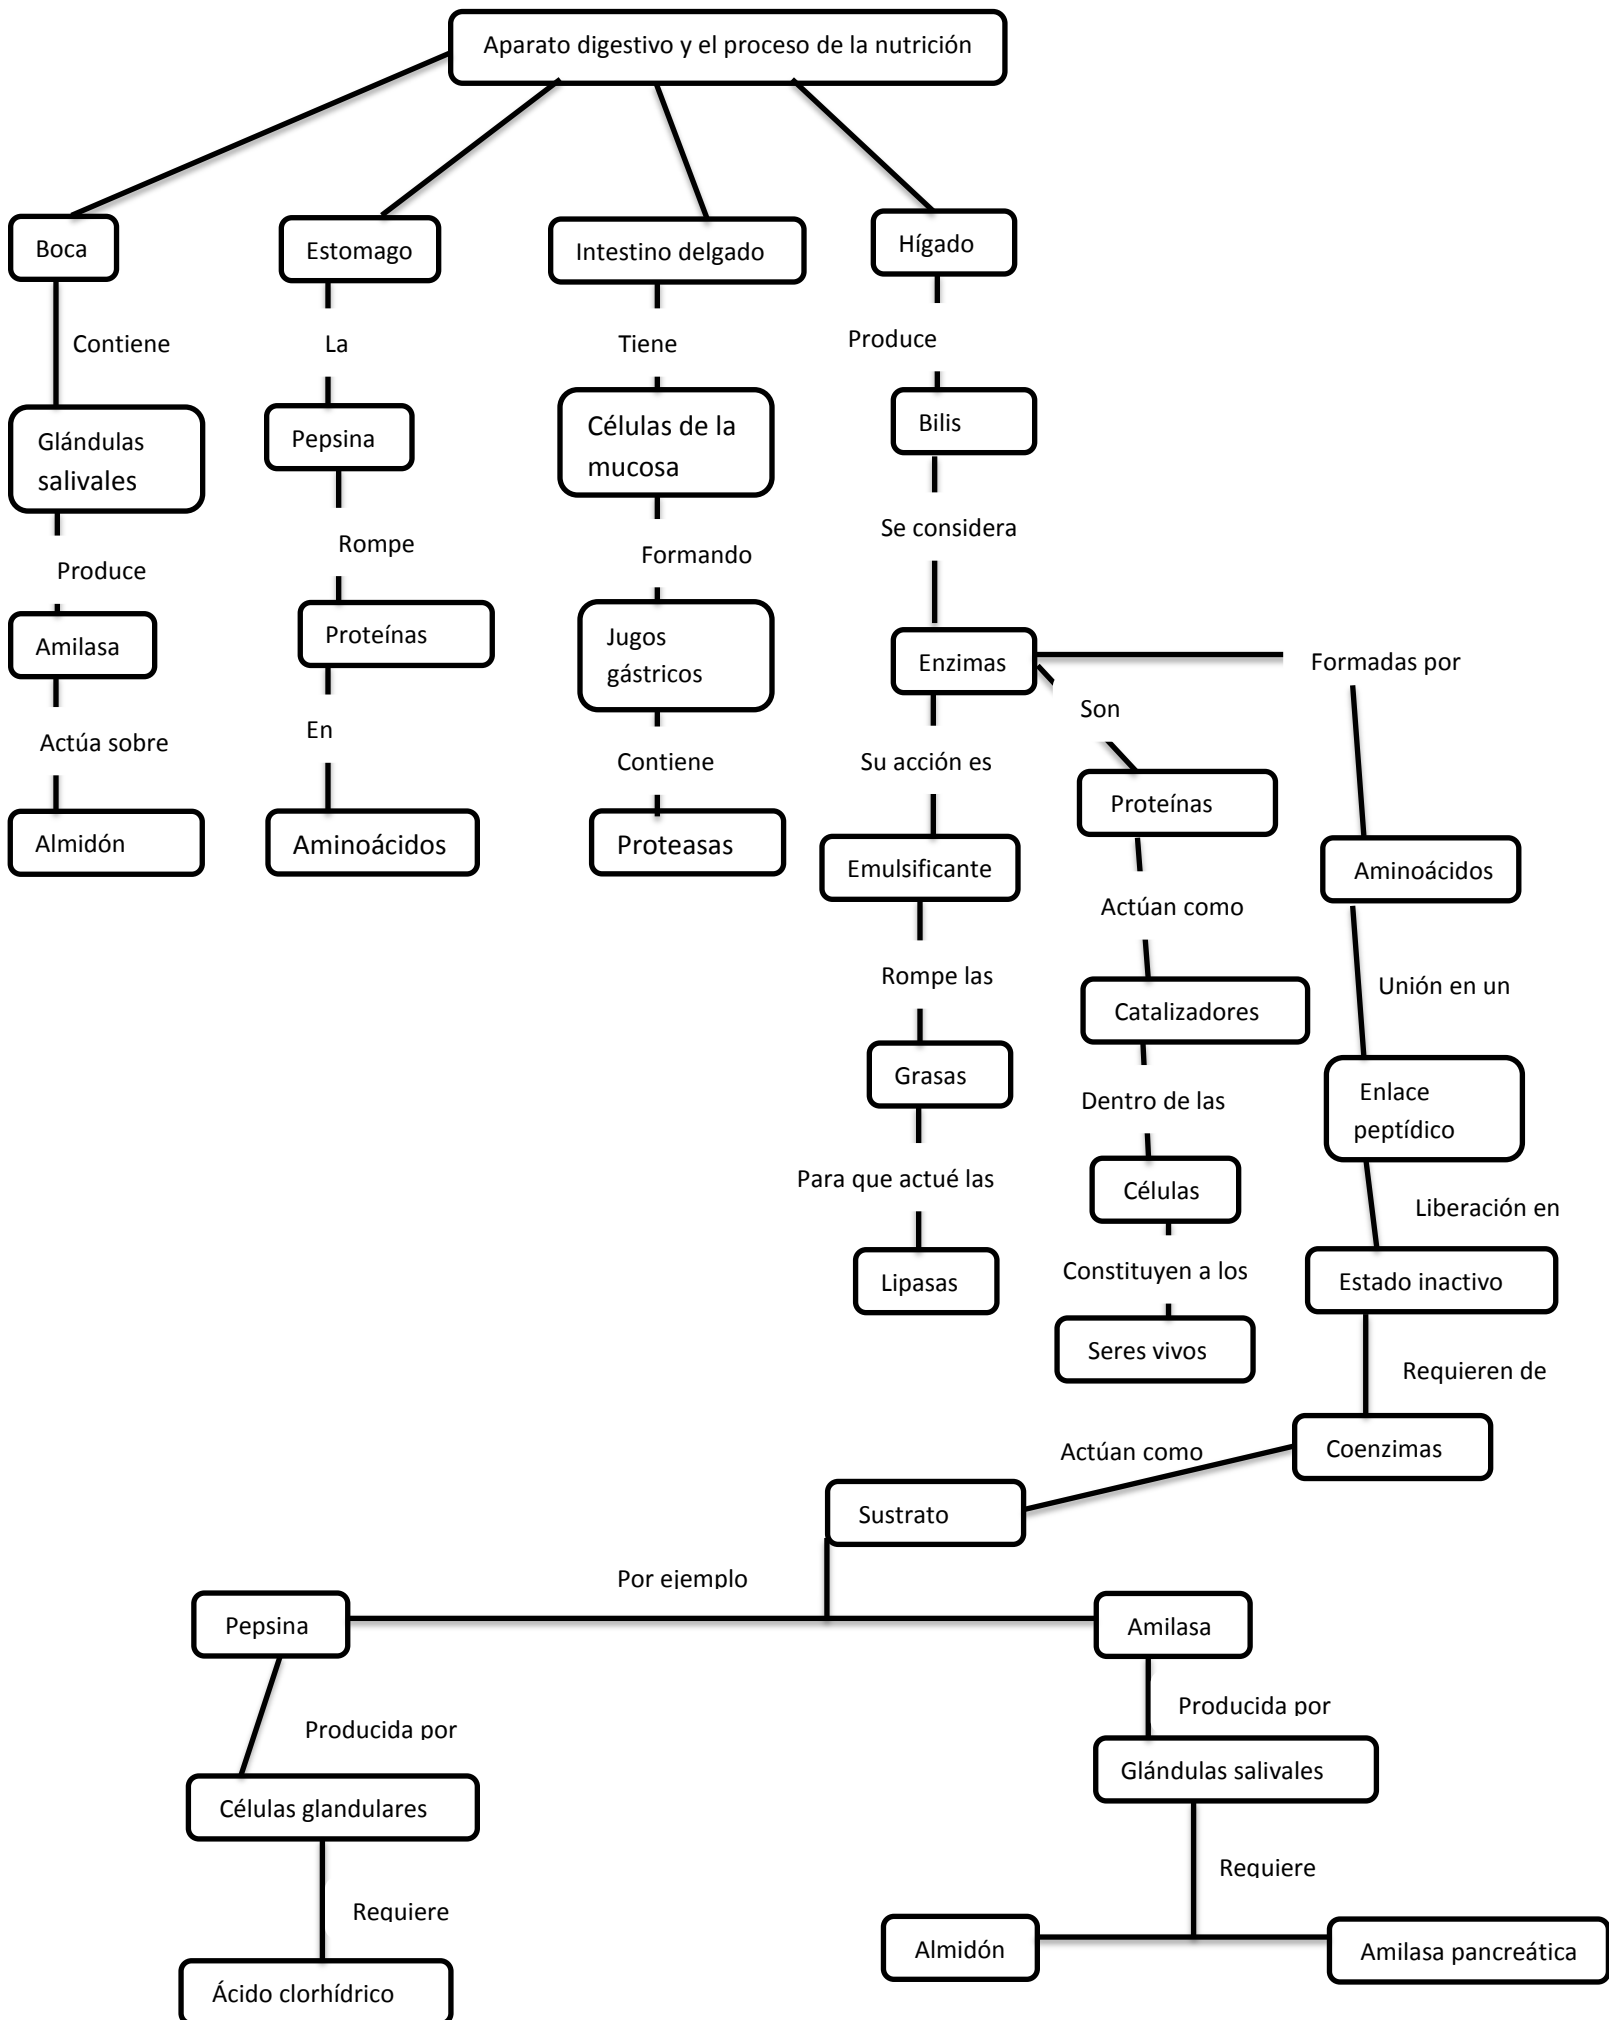 Aparato digestivo y el proceso de la nutrición
Boca
Estomago
Intestino delgado
Hígado
Contiene
La
Tiene
Produce
Glándulas
salivales
Pepsina
Células de la
mucosa
Bilis
Produce
Rompe
Formando
Se considera
Amilasa
Proteínas
Jugos
gástricos
Enzimas
Formadas por
Son
Actúa sobre
En
Contiene
Su acción es
Almidón
Aminoácidos
Proteasas
Emulsificante
Proteínas
Aminoácidos
Rompe las
Actúan como
Unión en un
Grasas
Catalizadores
Enlace
peptídico
Para que actué las
Dentro de las
Liberación en
Lipasas
Células
Estado inactivo
Constituyen a los
Seres vivos
Requieren de
Coenzimas
Actúan como
Sustrato
Por ejemplo
Pepsina
Amilasa
Producida por
Producida por
Células glandulares
Glándulas salivales
Requiere
Requiere
Ácido clorhídrico
Almidón
Amilasa pancreática